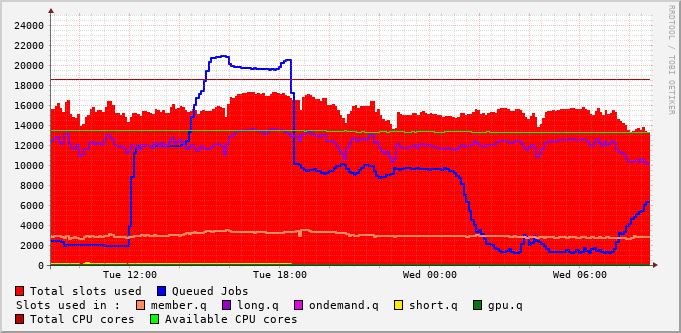 24000
22000
20000
18000
16000
14000
12000
10000
8000
6000
4000
2000
0
Tue 12:00 Tue 18:00 Wed 00:00 Wed 06:00
RRDTOOL / TOBI OETIKER
Total slots used Queued Jobs
Slots used in : member.q long.q ondemand.q short.q gpu.q
Total CPU cores Available CPU cores